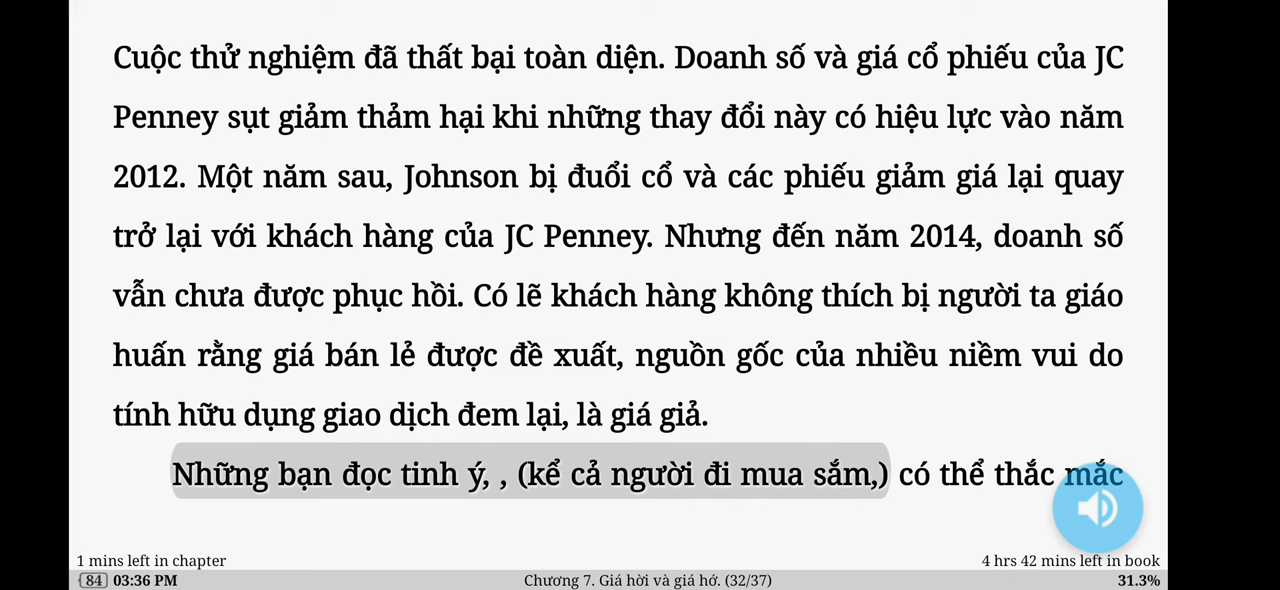 Cuộc thử nghiệm đã thất bại toàn diện. Doanh số và giá cổ phiếu của JC
Penney sụt giảm thảm hại khi những thay đổi này có hiệu lực vào năm
2012. Một năm sau, Johnson bị đuổi cổ và các phiếu giảm giá lại quay
trở lại với khách hàng của JC Penney. Nhưng đến năm 2014, doanh số
vẫn chưa được phục hồi. Có lẽ khách hàng không thích bị người ta giáo
huấn rằng giá bán lẻ được đề xuất, nguồn gốc của nhiều niềm vui do
tính hữu dụng giao dịch đem lại, là giá giả.
Những bạn đọc tinh ý, , (kể cả người đi mua sắm,) có thể thắc mắc
1 mins left in chapter
4 hrs 42 mins left in book
84 03:36 PM
Chương 7. Giá hời và giá hớ. (32/37)
31.3%